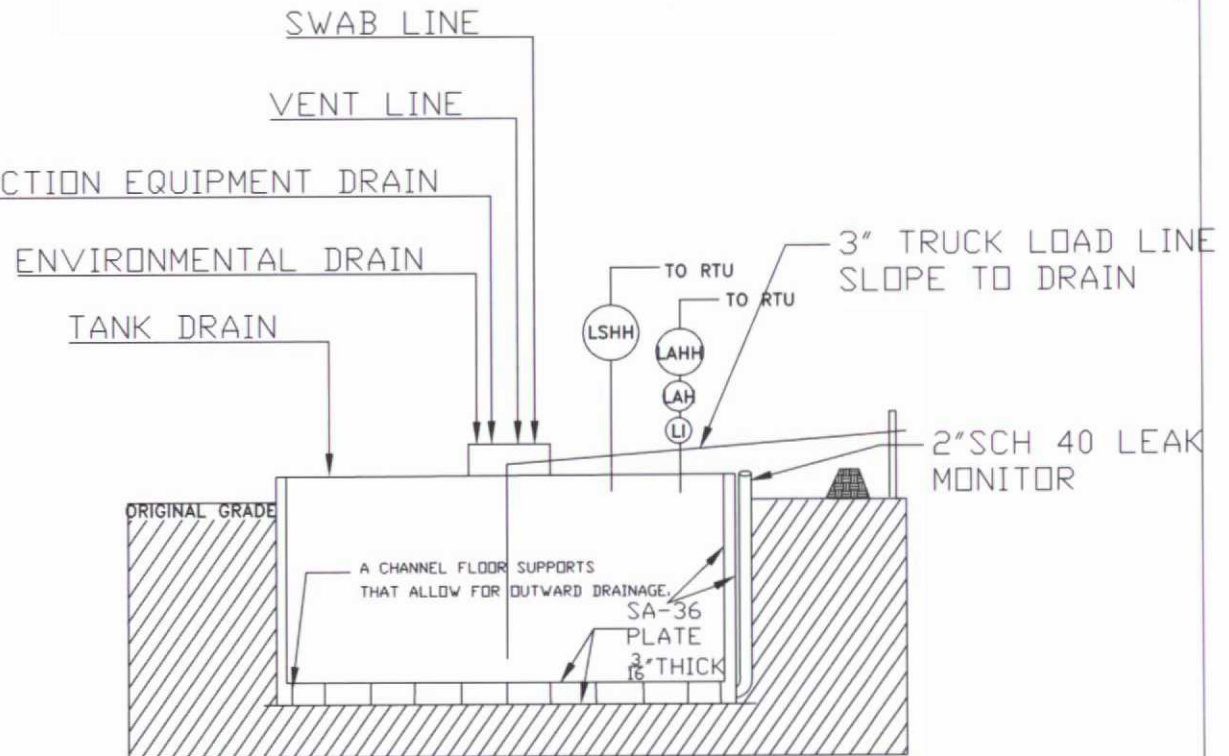 SWAB LINE
VENT LINE
CTION EQUIPMENT DRAIN
ENVIRONMENTAL DRAIN
TANK DRAIN
TO RTU
TO RTU
LSHH
LAHH
LAH
LI
3" TRUCK LOAD LINE
SLOPE TO DRAIN
2"SCH 40 LEAK
MONITOR
ORIGINAL GRADE
A CHANNEL FLOOR SUPPORTS
THAT ALLOW FOR OUTWARD DRAINAGE.
SA-36
PLATE
3/16"THICK